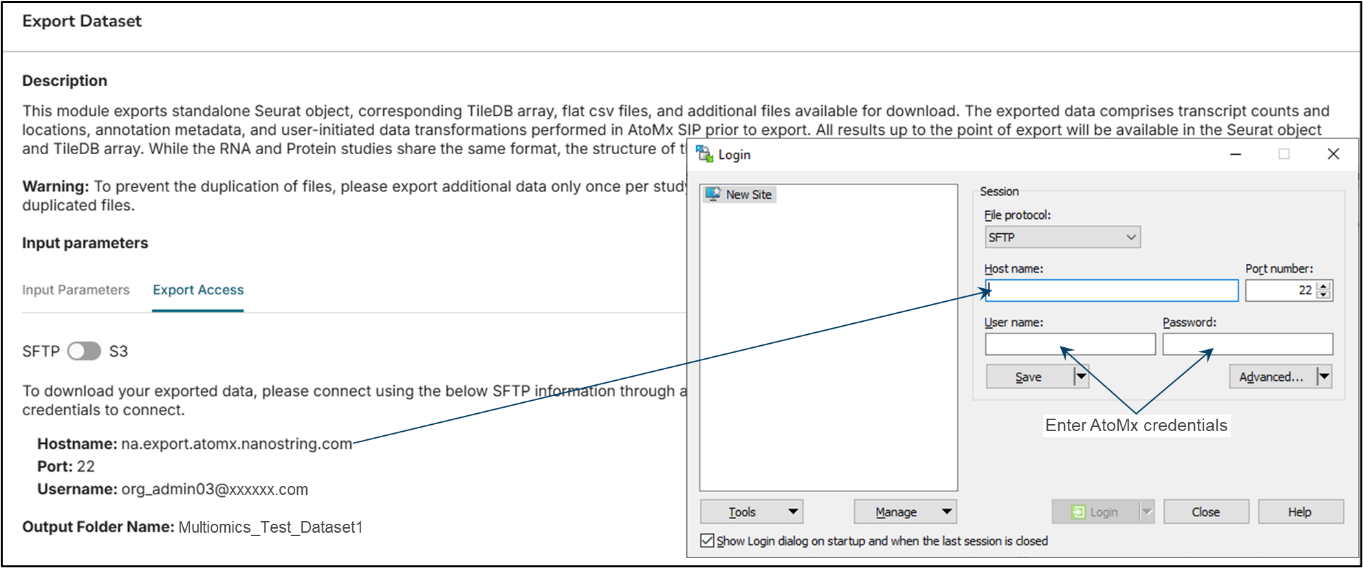 Export Dataset
Description
This module exports standalone Seurat object, corresponding TileDB array, flat csv files, and additional files available for download. The exported data comprises transcript counts and
locations, annotation metadata, and user-initiated data transformations performed in AtoMx SIP prior to export. All results up to the point of export will be available in the Seurat object
and TileDB array. While the RNA and Protein studies share the same format, the structure of
Warning: To prevent the duplication of files, please export additional data only once per study
duplicated files.
Input parameters
Input Parameters
Export Access
SFTP
S3
To download your exported data, please connect using the below SFTP information through a
credentials to connect.
Hostname: na.export.atomx.nanostring.com
Port: 22
Username: org_admin03@xxxxxx.com
Output Folder Name: Multiomics_Test_Dataset1
Login
New Site
Session
File protocol:
SFTP
Host name:
Port number:
22
User name:
Password:
Save
Advanced...
Enter AtoMx credentials
Tools
Manage
Login
Close
Help
Show Login dialog on startup and when the last session is closed